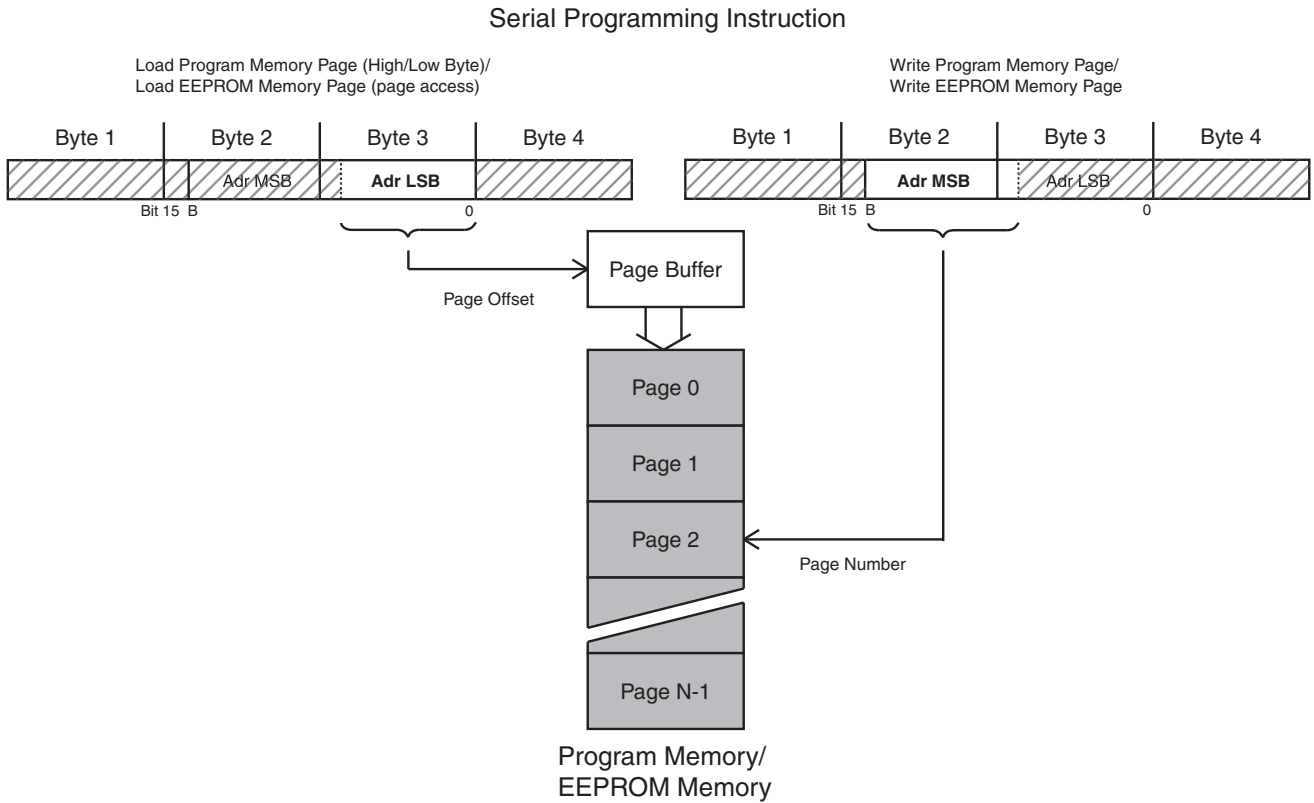 Serial Programming Instruction
Load Program Memory Page (High/Low Byte)/
Load EEPROM Memory Page (page access)
Write Program Memory Page/
Write EEPROM Memory Page
Byte 1 Byte 2 Byte 3 Byte 4
Byte 1 Byte 2 Byte 3 Byte 4
Adr MSB Adr LSB
Adr MSB Adr LSB
Bit 15 B 0
Bit 15 B 0
Page Buffer
Page Offset
Page 0
Page 1
Page 2
Page Number
Page N-1
Program Memory/
EEPROM Memory